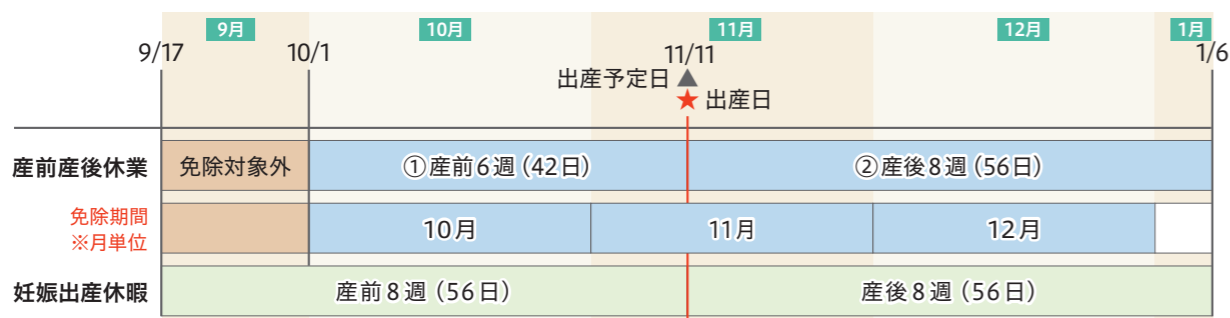 9月 10月 11月 12月 1月
9/17 10/1 11/11 1/6
出産予定日▲
★出産日
産前産後休業 免除対象外 ①産前6週（42日） ②産後8週（56日）
免除期間
※月単位
10月 11月 12月
妊娠出産休暇 産前8週（56日） 産後8週（56日）